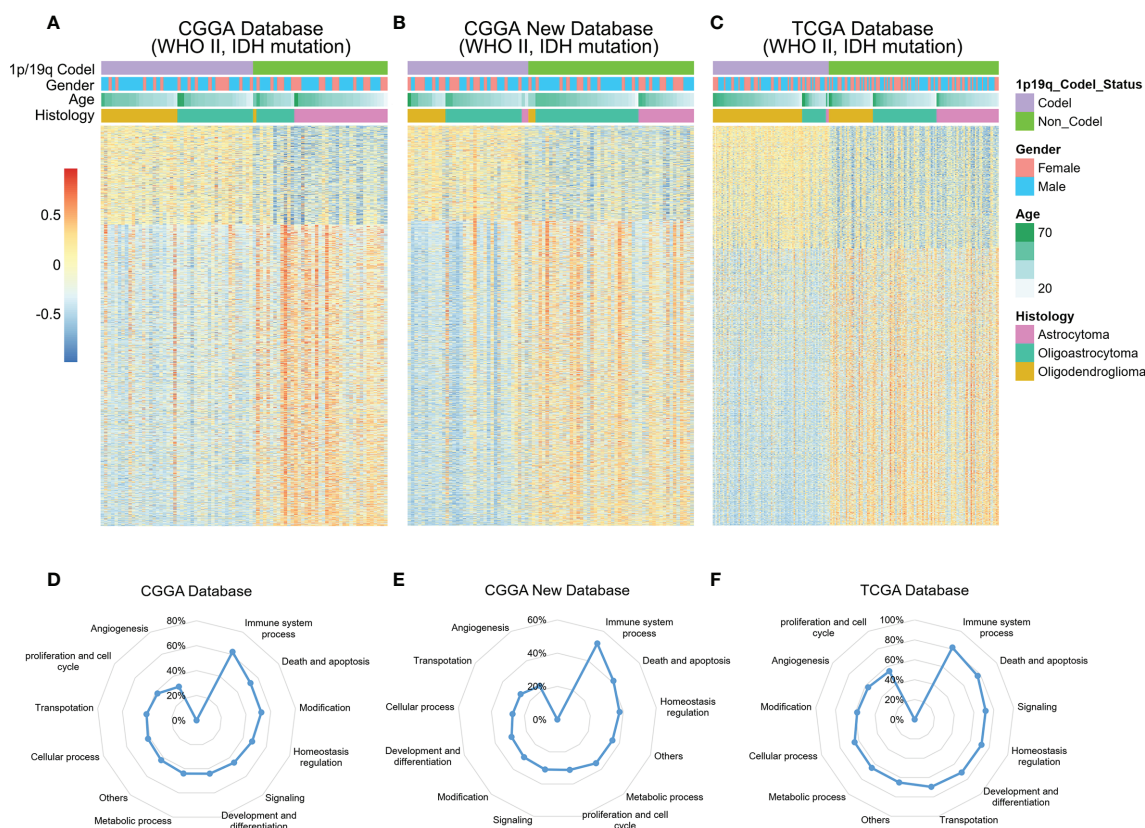 A
CGGA Database
(WHO II, IDH mutation)
B
CGGA New Database
(WHO II, IDH mutation)
C
TCGA Database
(WHO II, IDH mutation)
1p/19q Codel
Gender
Age
Histology
0.5
0
-0.5
1p19q_Codel_Status
Codel
Non_Codel
Gender
Female
Male
Age
70
20
Histology
Astrocytoma
Oligoastrocytoma
Oligodendroglioma
D
CGGA Database
80%
60%
40%
20%
0%
Immune system
process
Death and apoptosis
Modification
Homeostasis
regulation
Signaling
Development and
differentiation
Metabolic process
Others
Cellular process
Transpotation
proliferation and cell
cycle
Angiogenesis
E
CGGA New Database
60%
40%
20%
0%
Immune system
process
Death and apoptosis
Homeostasis
regulation
Others
Metabolic process
proliferation and cell
cycle
Signaling
Modification
Development and
differentiation
Cellular process
Transpotation
Angiogenesis
F
TCGA Database
100%
80%
60%
40%
20%
0%
Immune system
process
Death and apoptosis
Signaling
Homeostasis
regulation
Development and
differentiation
Transpotation
Others
Metabolic process
Cellular process
Modification
Angiogenesis
proliferation and cell
cycle